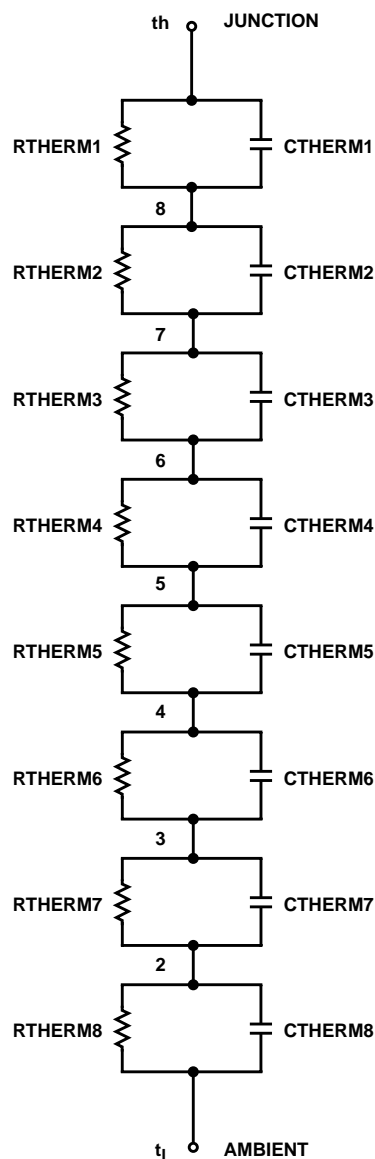 th JUNCTION
RTHERM1 CTHERM1
8
RTHERM2 CTHERM2
7
RTHERM3 CTHERM3
6
RTHERM4 CTHERM4
5
RTHERM5 CTHERM5
4
RTHERM6 CTHERM6
3
RTHERM7 CTHERM7
2
RTHERM8 CTHERM8
tl AMBIENT